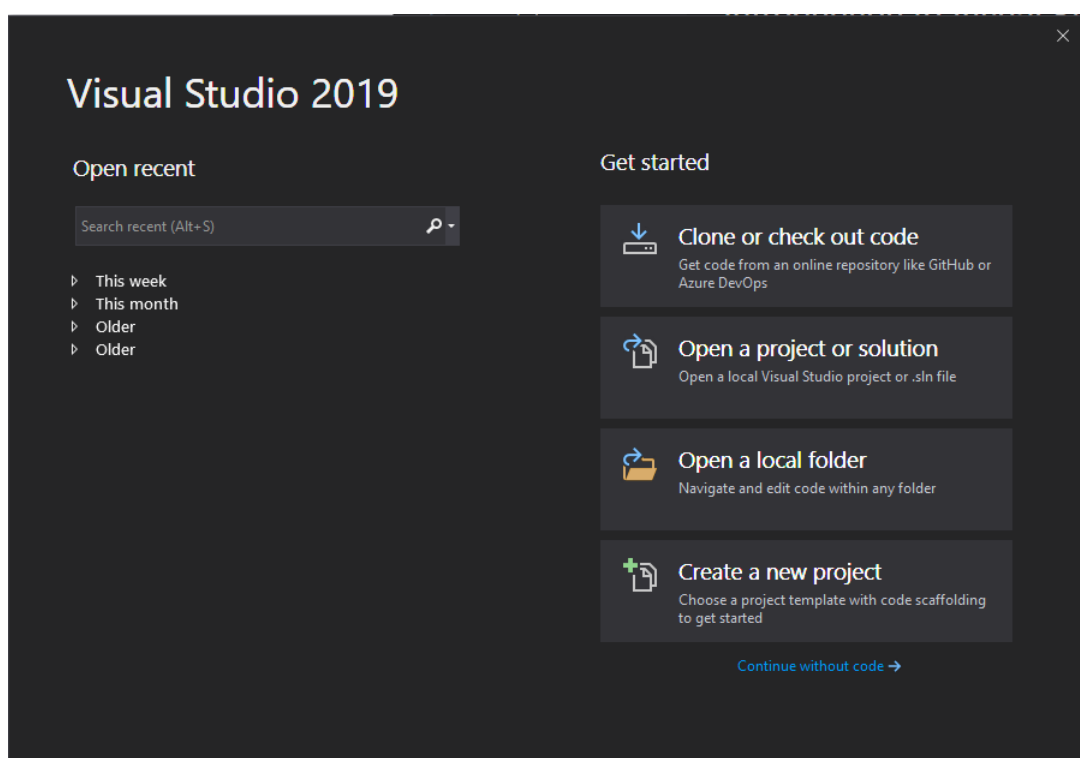 Visual Studio 2019
Open recent
Search recent (Alt+S)
This week
This month
Older
Older
Get started
Clone or check out code
Get code from an online repository like GitHub or
Azure DevOps
Open a project or solution
Open a local Visual Studio project or .sln file
Open a local folder
Navigate and edit code within any folder
Create a new project
Choose a project template with code scaffolding
to get started
Continue without code